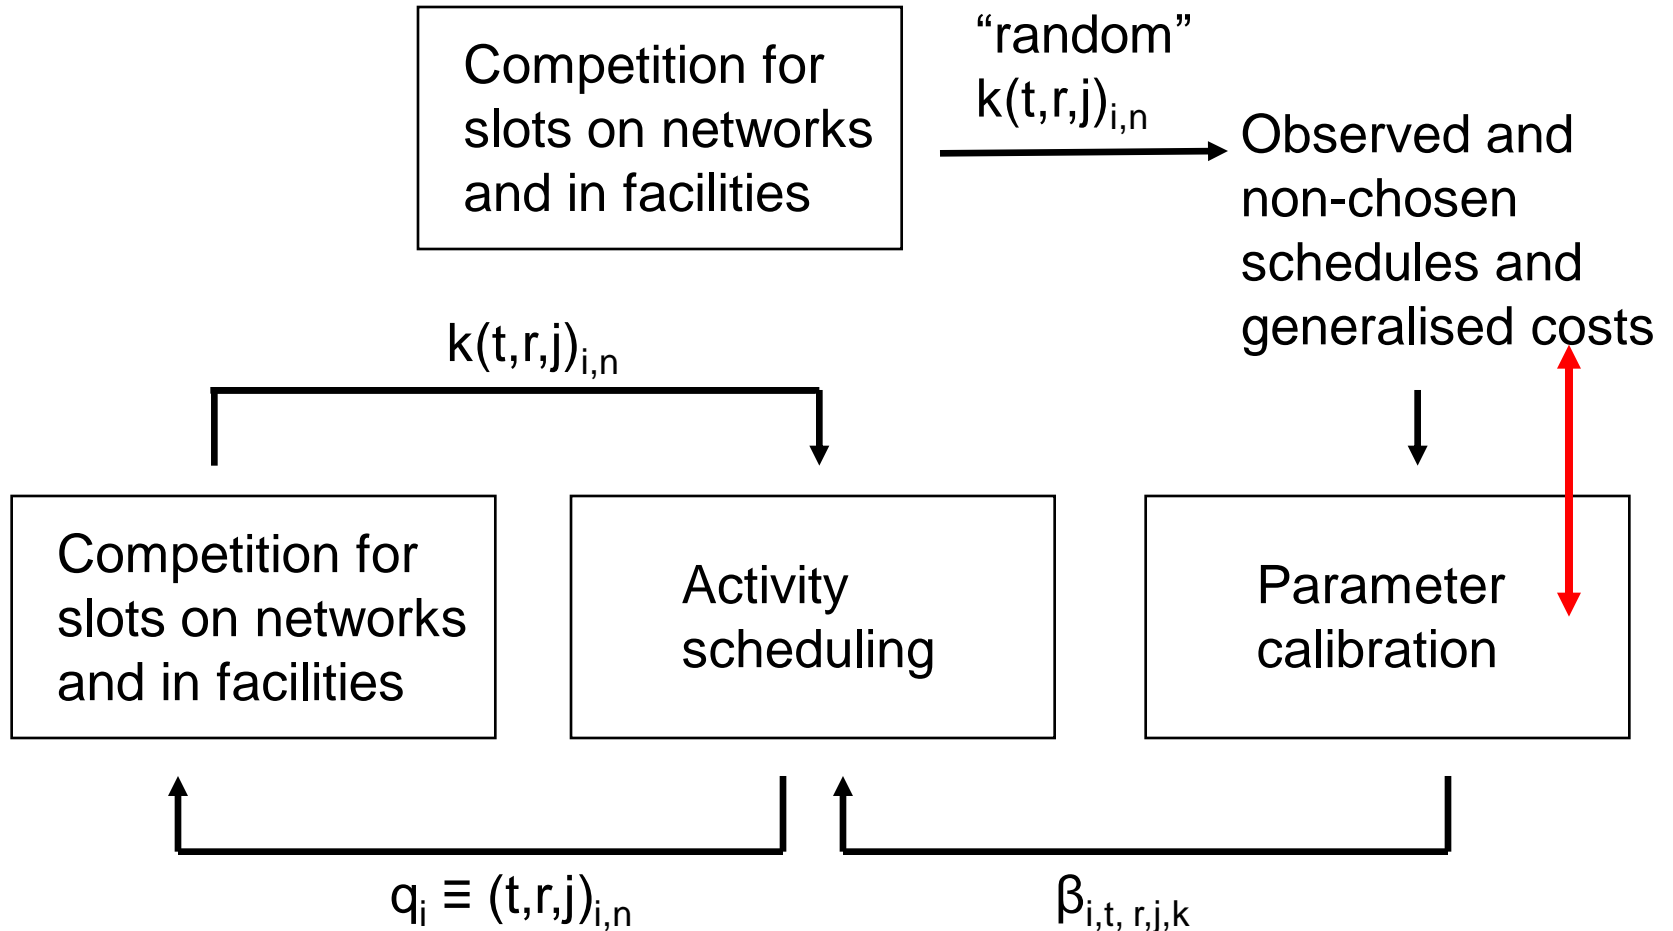 Competition for
slots on networks
and in facilities
“random”
k(t,r,j)i,n
Observed and
non-chosen
schedules and
generalised costs
k(t,r,j)i,n
Competition for
slots on networks
and in facilities
Activity
scheduling
Parameter
calibration
qi ≡ (t,r,j)i,n
βi,t, r,j,k